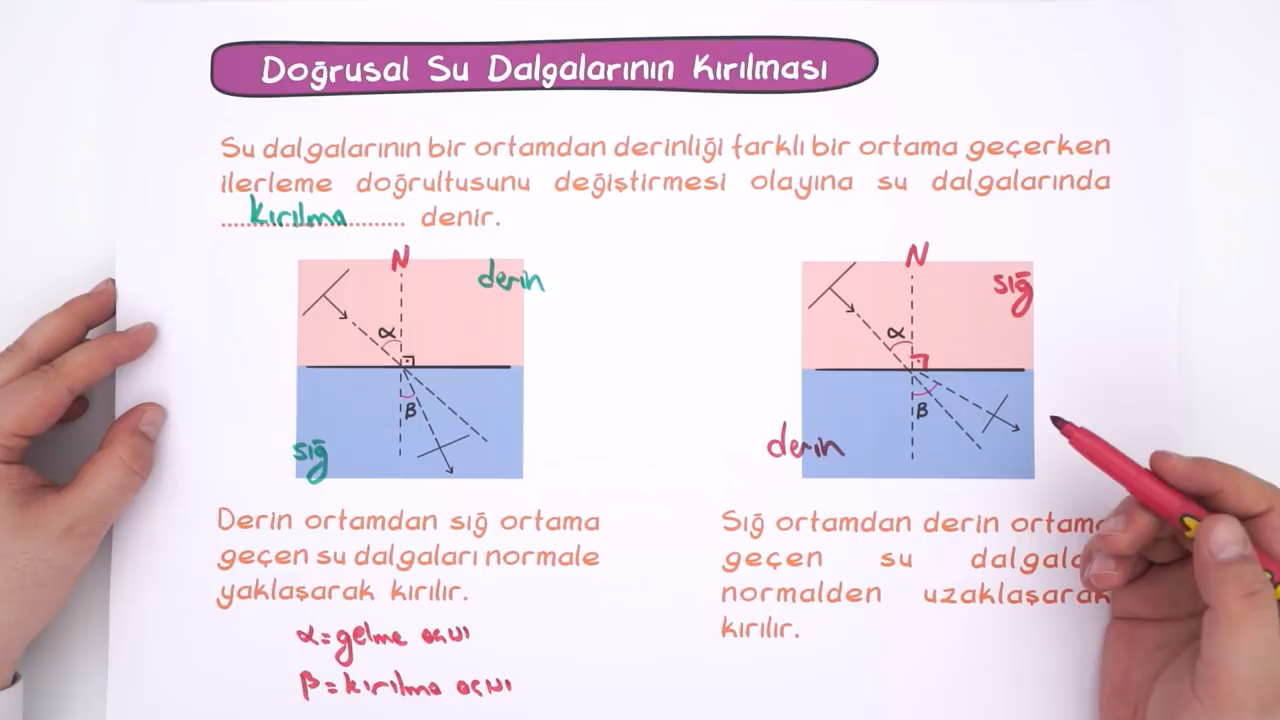 Doğrusal Su Dalgalarının Kırılması
Su dalgalarının bir ortamdan derinliği farklı bir ortama geçerken
ilerleme doğrultusunu değiştirmesi olayına su dalgalarında
kırılma denir.
N
derin
α
β
sığ
N
sığ
α
β
derin
Derin ortamdan sığ ortama
geçen su dalgaları normale
yaklaşarak kırılır.
α = gelme açısı
β = kırılma açısı
Sığ ortamdan derin ortama
geçen su
normalden uzaklaşarak
kırılır.